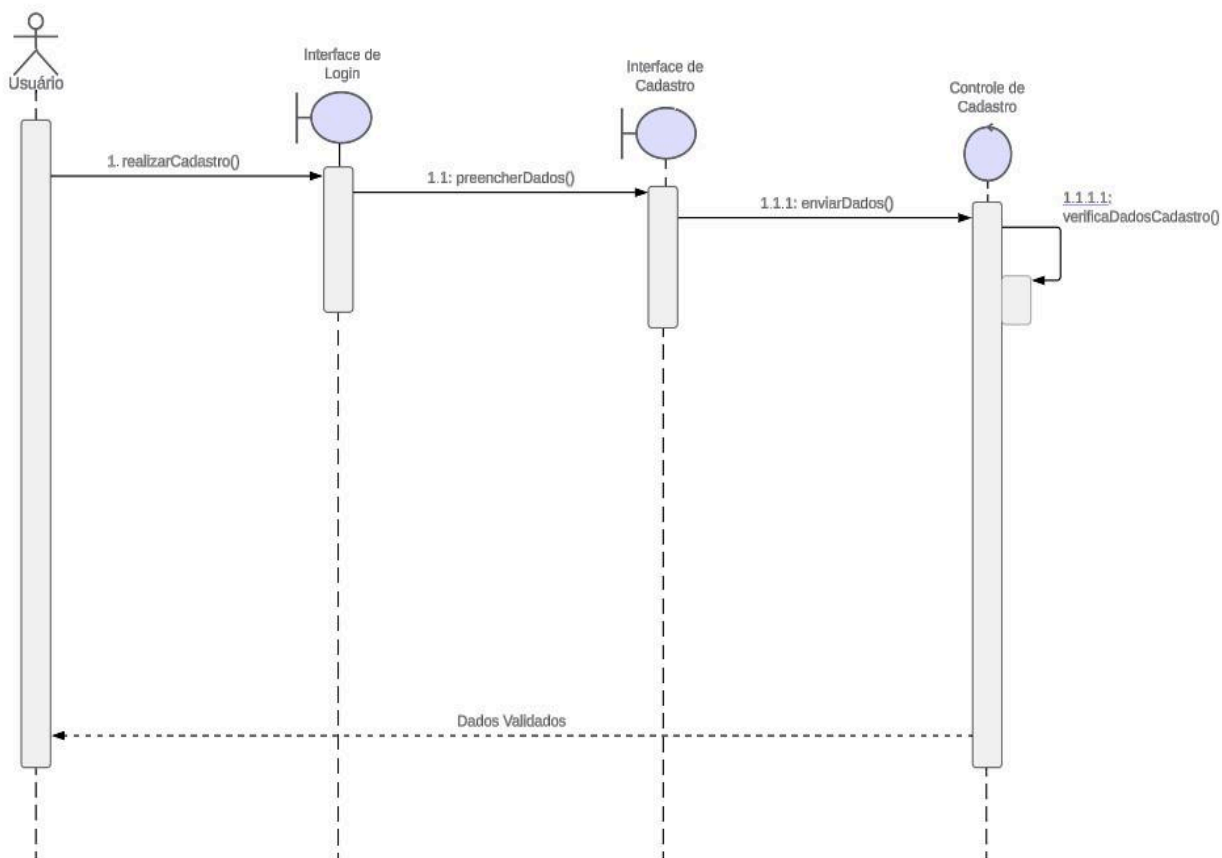 Usuário
Interface de
Login
Interface de
Cadastro
Controle de
Cadastro
1. realizarCadastro()
1.1: preencherDados()
1.1.1: enviarDados()
1.1.1.1:
verificaDadosCadastro()
Dados Validados